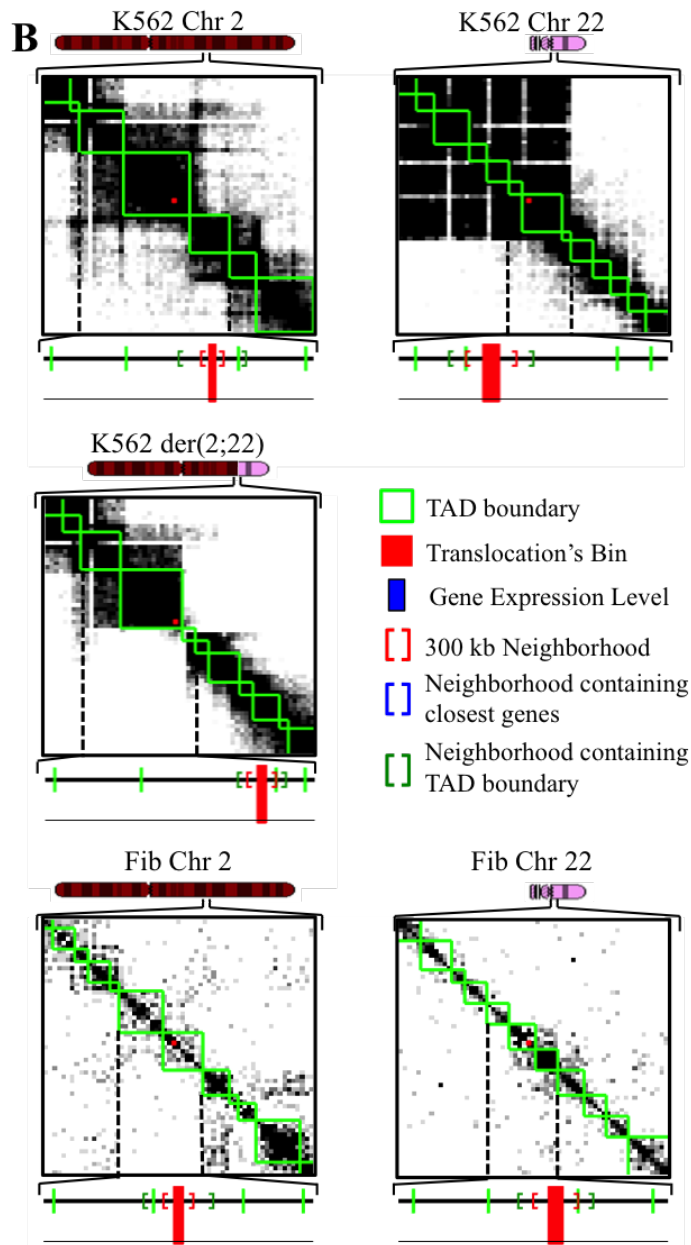 B
K562 Chr 2
K562 Chr 22
K562 der(2;22)
TAD boundary
Translocation's Bin
Gene Expression Level
300 kb Neighborhood
Neighborhood containing
closest genes
Neighborhood containing
TAD boundary
Fib Chr 2
Fib Chr 22